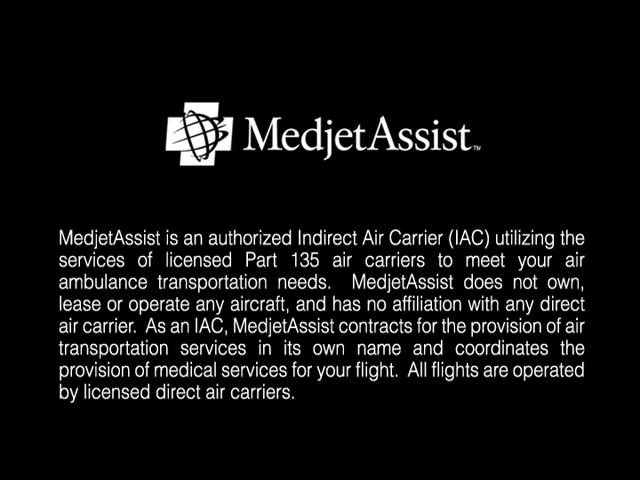 MedjetAssist™
MedjetAssist is an authorized Indirect Air Carrier (IAC) utilizing the
services of licensed Part 135 air carriers to meet your air
ambulance transportation needs. MedjetAssist does not own,
lease or operate any aircraft, and has no affiliation with any direct
air carrier. As an IAC, MedjetAssist contracts for the provision of air
transportation services in its own name and coordinates the
provision of medical services for your flight. All flights are operated
by licensed direct air carriers.